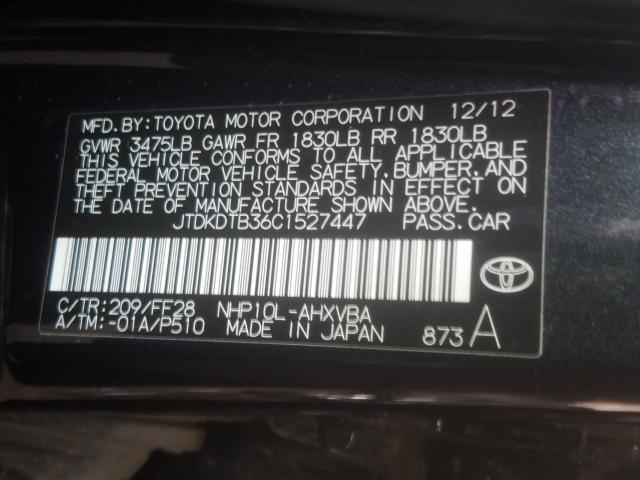 MFD. BY: TOYOTA MOTOR CORPORATION 12/12
GVWR 3475LB GAWR FR 1830LB RR 1830LB
THIS VEHICLE CONFORMS TO ALL APPLICABLE
FEDERAL MOTOR VEHICLE SAFETY, BUMPER, AND
THEFT PREVENTION STANDARDS IN EFFECT ON
THE DATE OF MANUFACTURE SHOWN ABOVE.
JTDKDTB36C1527447 PASS. CAR
C/TR: 209/FF28 NHP10L-AHXVBA
A/TM: -01A/P510 MADE IN JAPAN 873 A